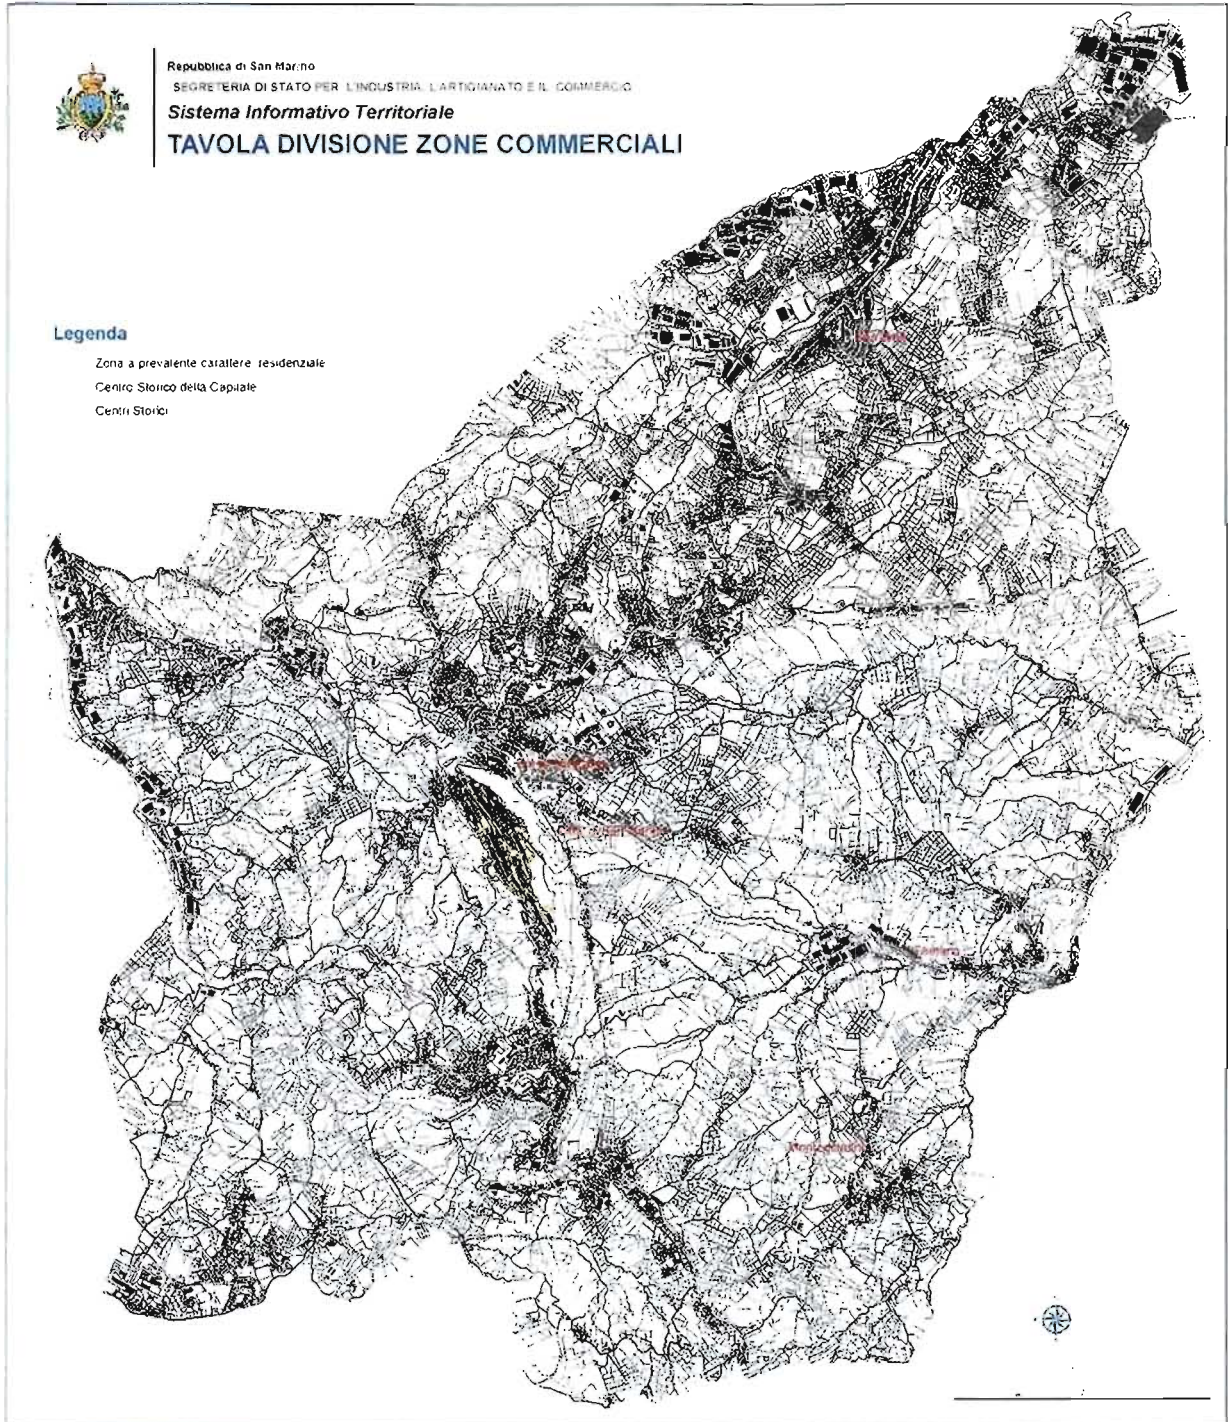 Repubblica di San Marino
SEGRETERIA DI STATO PER L'INDUSTRIA, L'ARTIGIANATO E IL COMMERCIO
Sistema Informativo Territoriale
TAVOLA DIVISIONE ZONE COMMERCIALI
Legenda
Zona a prevalente carattere residenziale
Centro Storico della Capitale
Centri Storici